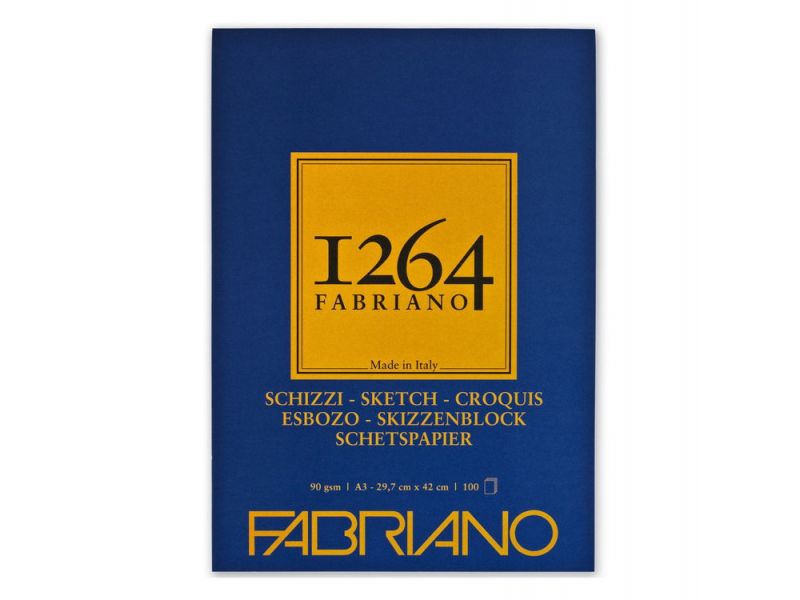 1264
FABRIANO
Made in Italy
SCHIZZI - SKETCH - CROQUIS
ESBOZO - SKIZZENBLOCK
SCHETSPAPIER
90 gsm | A3 - 29,7 cm x 42 cm | 100
FABRIANO